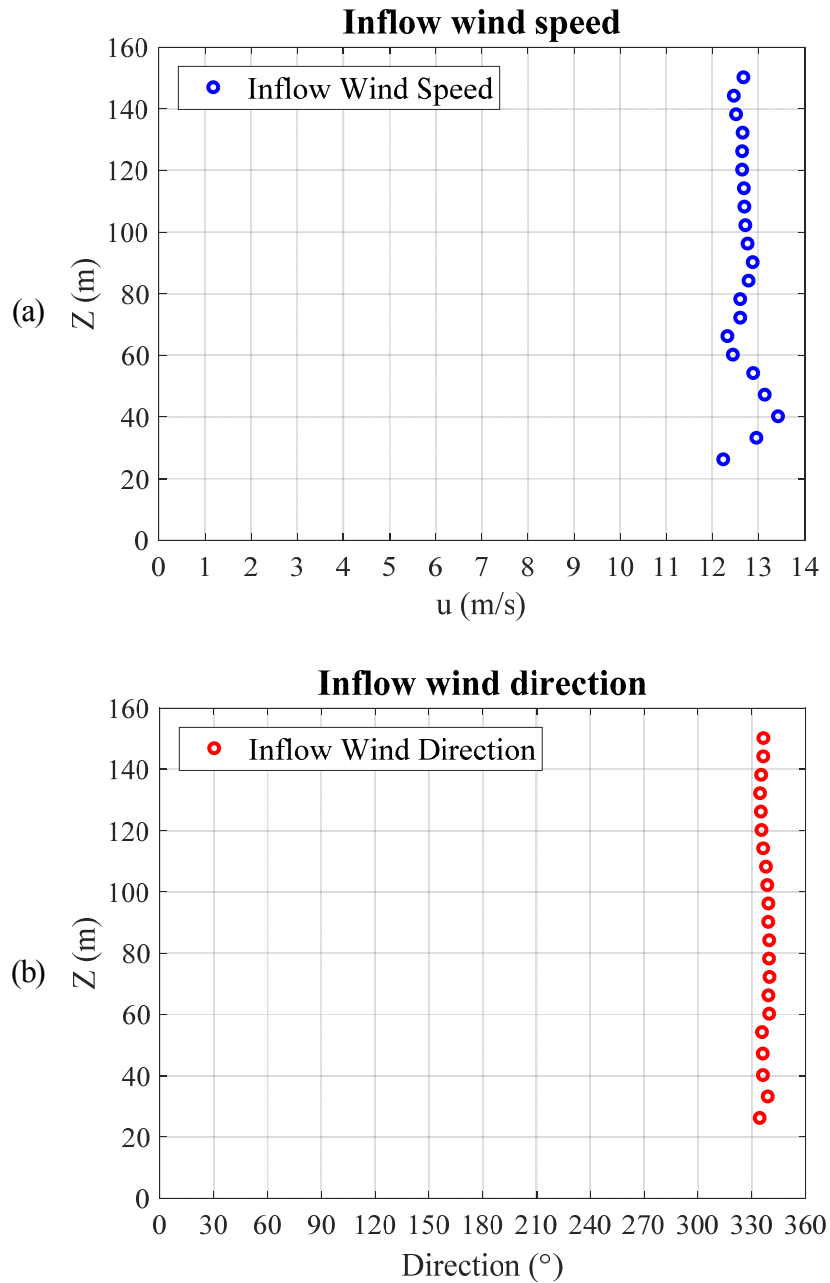 Inflow wind speed
160
140
120
100
80
60
40
20
0
Z (m)
(a)
Inflow Wind Speed
0 1 2 3 4 5 6 7 8 9 10 11 12 13 14
u (m/s)
Inflow wind direction
160
140
120
100
80
60
40
20
0
Z (m)
(b)
Inflow Wind Direction
0 30 60 90 120 150 180 210 240 270 300 330 360
Direction (°)